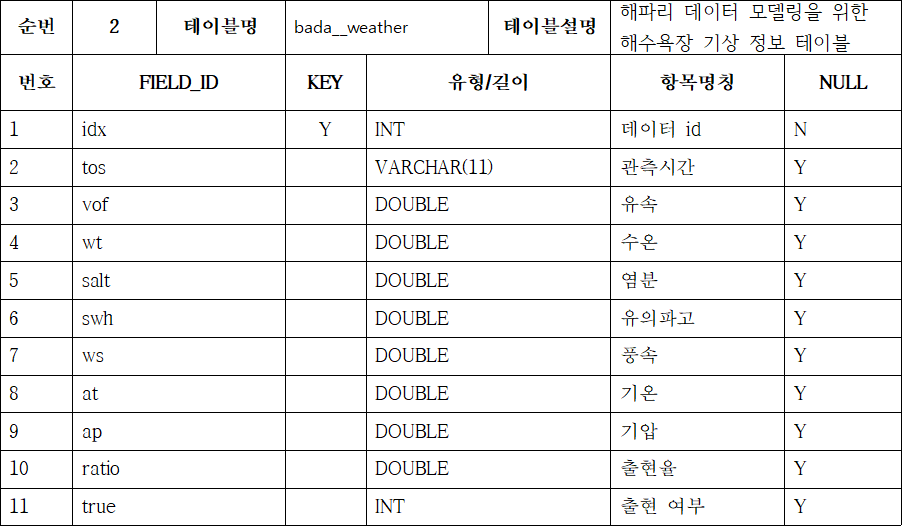 순번 2 테이블명 bada__weather 테이블설명 해파리 데이터 모델링을 위한
해수욕장 기상 정보 테이블
번호 FIELD_ID KEY 유형/길이 항목명칭 NULL
1 idx Y INT 데이터 id N
2 tos VARCHAR(11) 관측시간 Y
3 vof DOUBLE 유속 Y
4 wt DOUBLE 수온 Y
5 salt DOUBLE 염분 Y
6 swh DOUBLE 유의파고 Y
7 ws DOUBLE 풍속 Y
8 at DOUBLE 기온 Y
9 ap DOUBLE 기압 Y
10 ratio DOUBLE 출현율 Y
11 true INT 출현 여부 Y